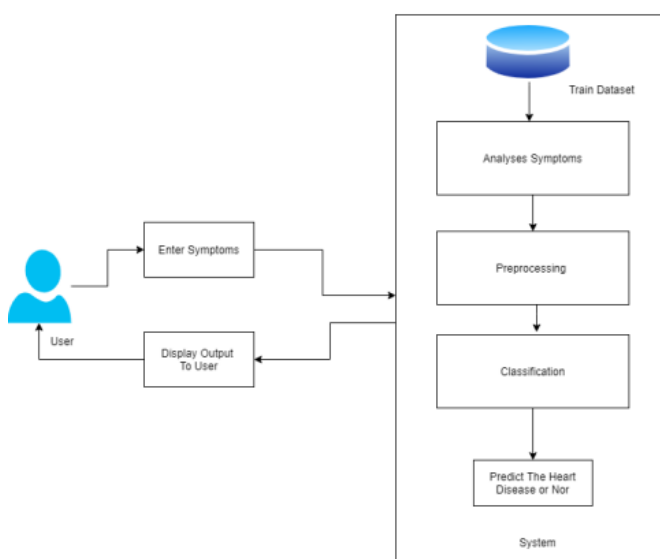 Train Dataset
Analyses Symptoms
Enter Symptoms
Preprocessing
User
Display Output
To User
Classification
Predict The Heart
Disease or Nor
System